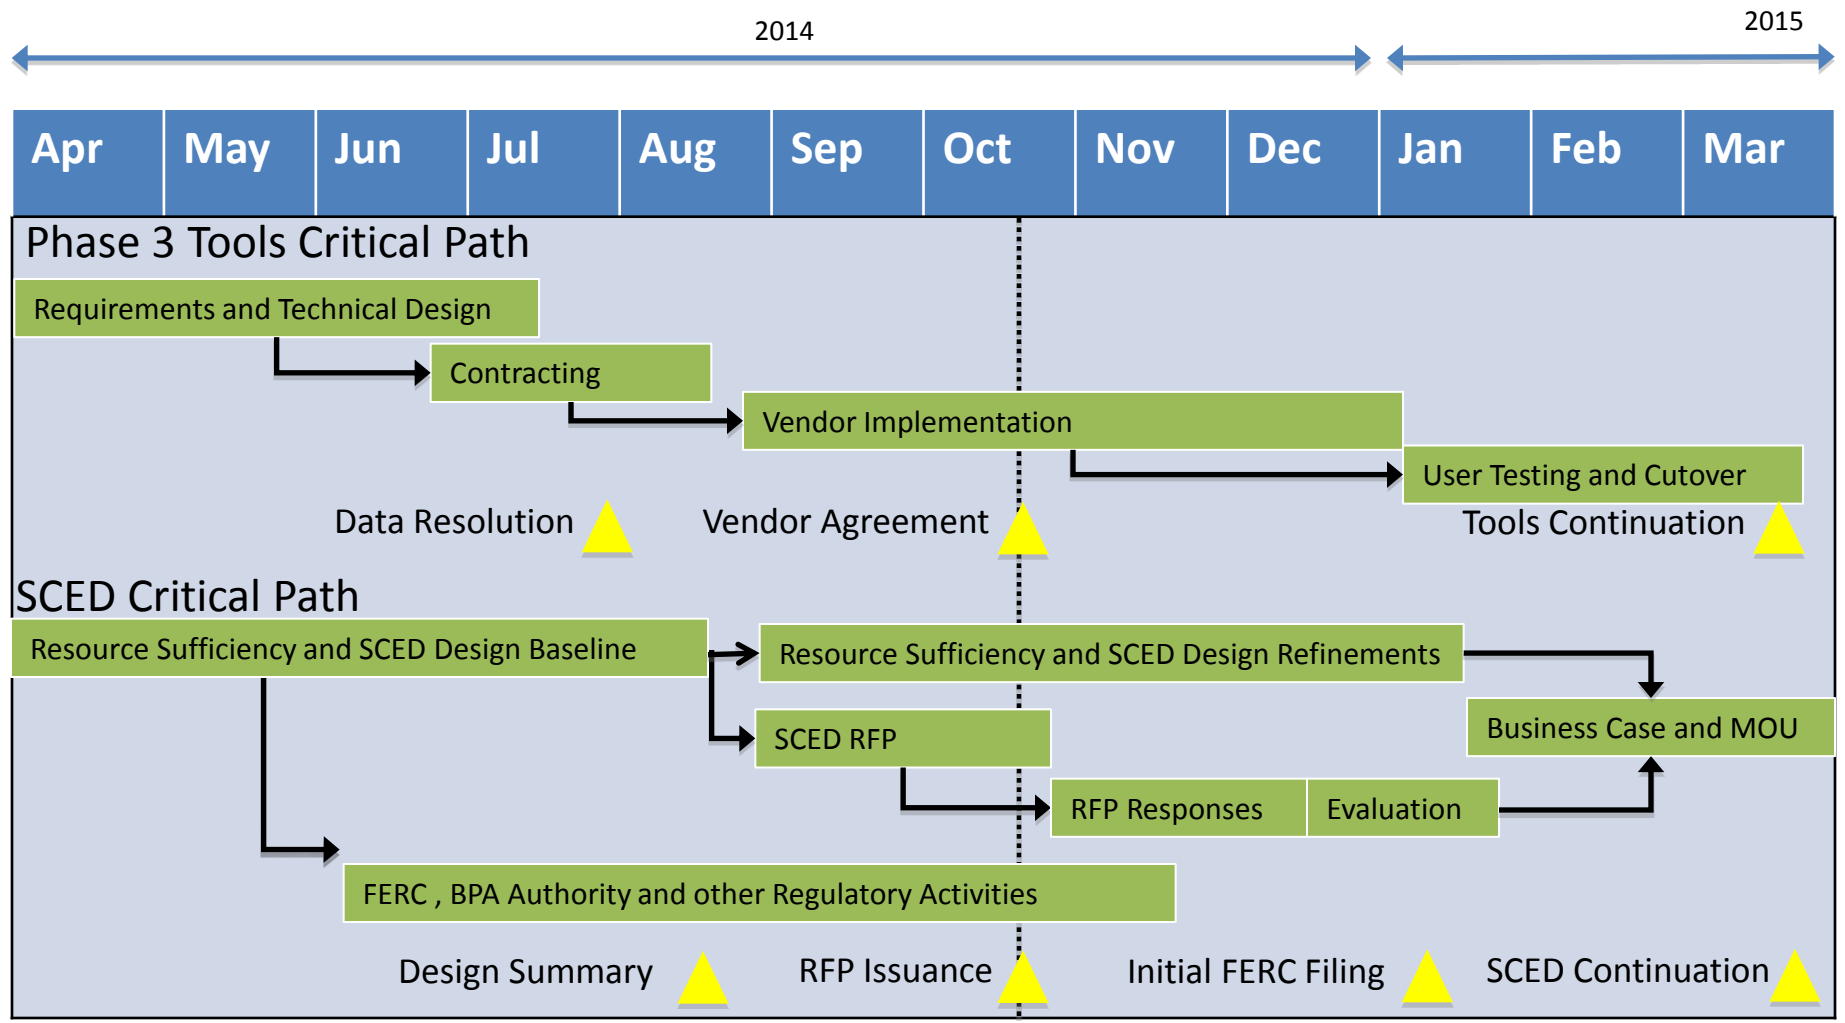 2014
2015
Apr May Jun Jul Aug Sep Oct Nov Dec Jan Feb Mar
Phase 3 Tools Critical Path
Requirements and Technical Design
Contracting
Vendor Implementation
User Testing and Cutover
Data Resolution
Vendor Agreement
Tools Continuation
SCED Critical Path
Resource Sufficiency and SCED Design Baseline
Resource Sufficiency and SCED Design Refinements
Business Case and MOU
SCED RFP
RFP Responses
Evaluation
FERC , BPA Authority and other Regulatory Activities
Design Summary
RFP Issuance
Initial FERC Filing
SCED Continuation